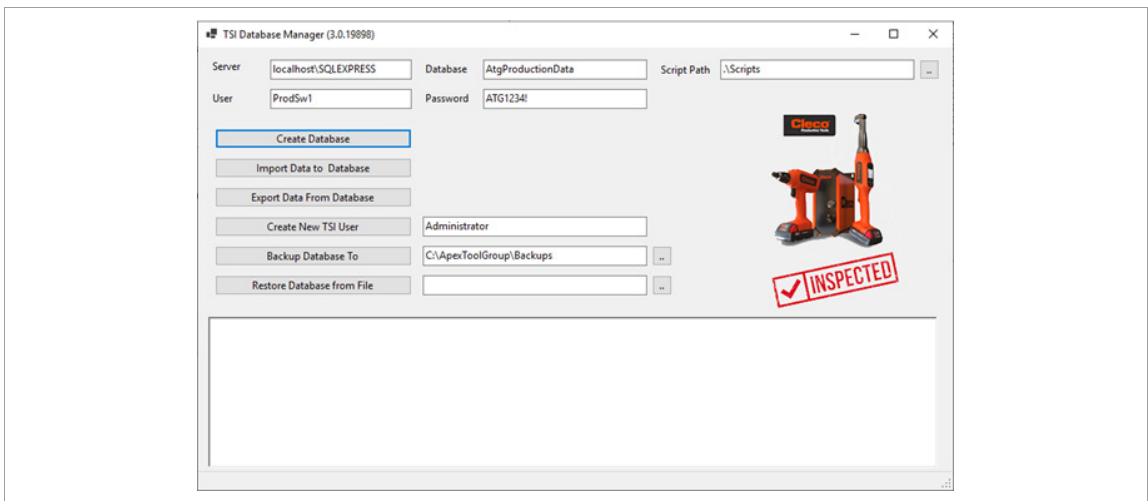 TSI Database Manager (3.0.19898)
Server localhost\SQLEXPRESS Database AtgProductionData Script Path .\Scripts ..
User ProdSw1 Password ATG1234!
Cleco
Production Tools
Create Database
Import Data to Database
Export Data From Database
Create New TSI User Administrator
Backup Database To C:\ApexToolGroup\Backups ..
Restore Database from File ..
INSPECTED